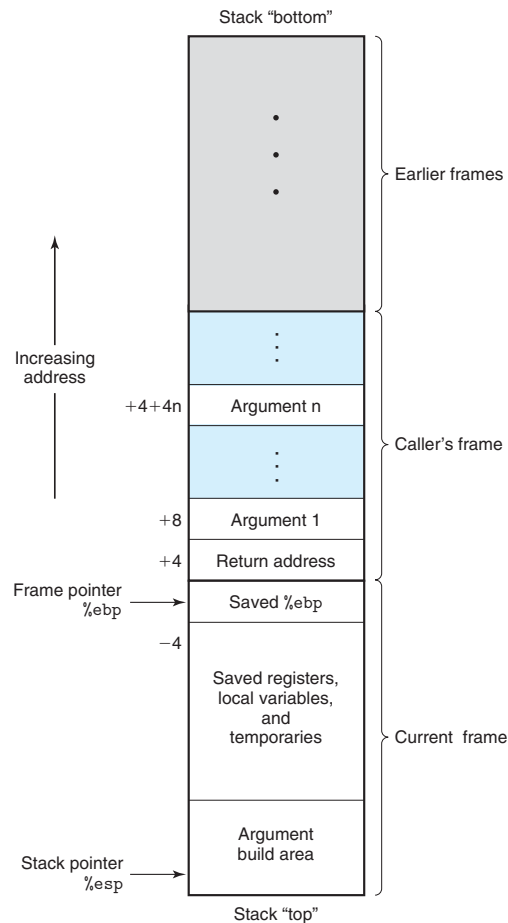 Stack “bottom”
Earlier frames
Increasing
address
+4+4n
Argument n
Caller’s frame
+8
Argument 1
+4
Return address
Frame pointer
%ebp
Saved %ebp
−4
Saved registers,
local variables,
and
temporaries
Current frame
Argument
build area
Stack pointer
%esp
Stack “top”